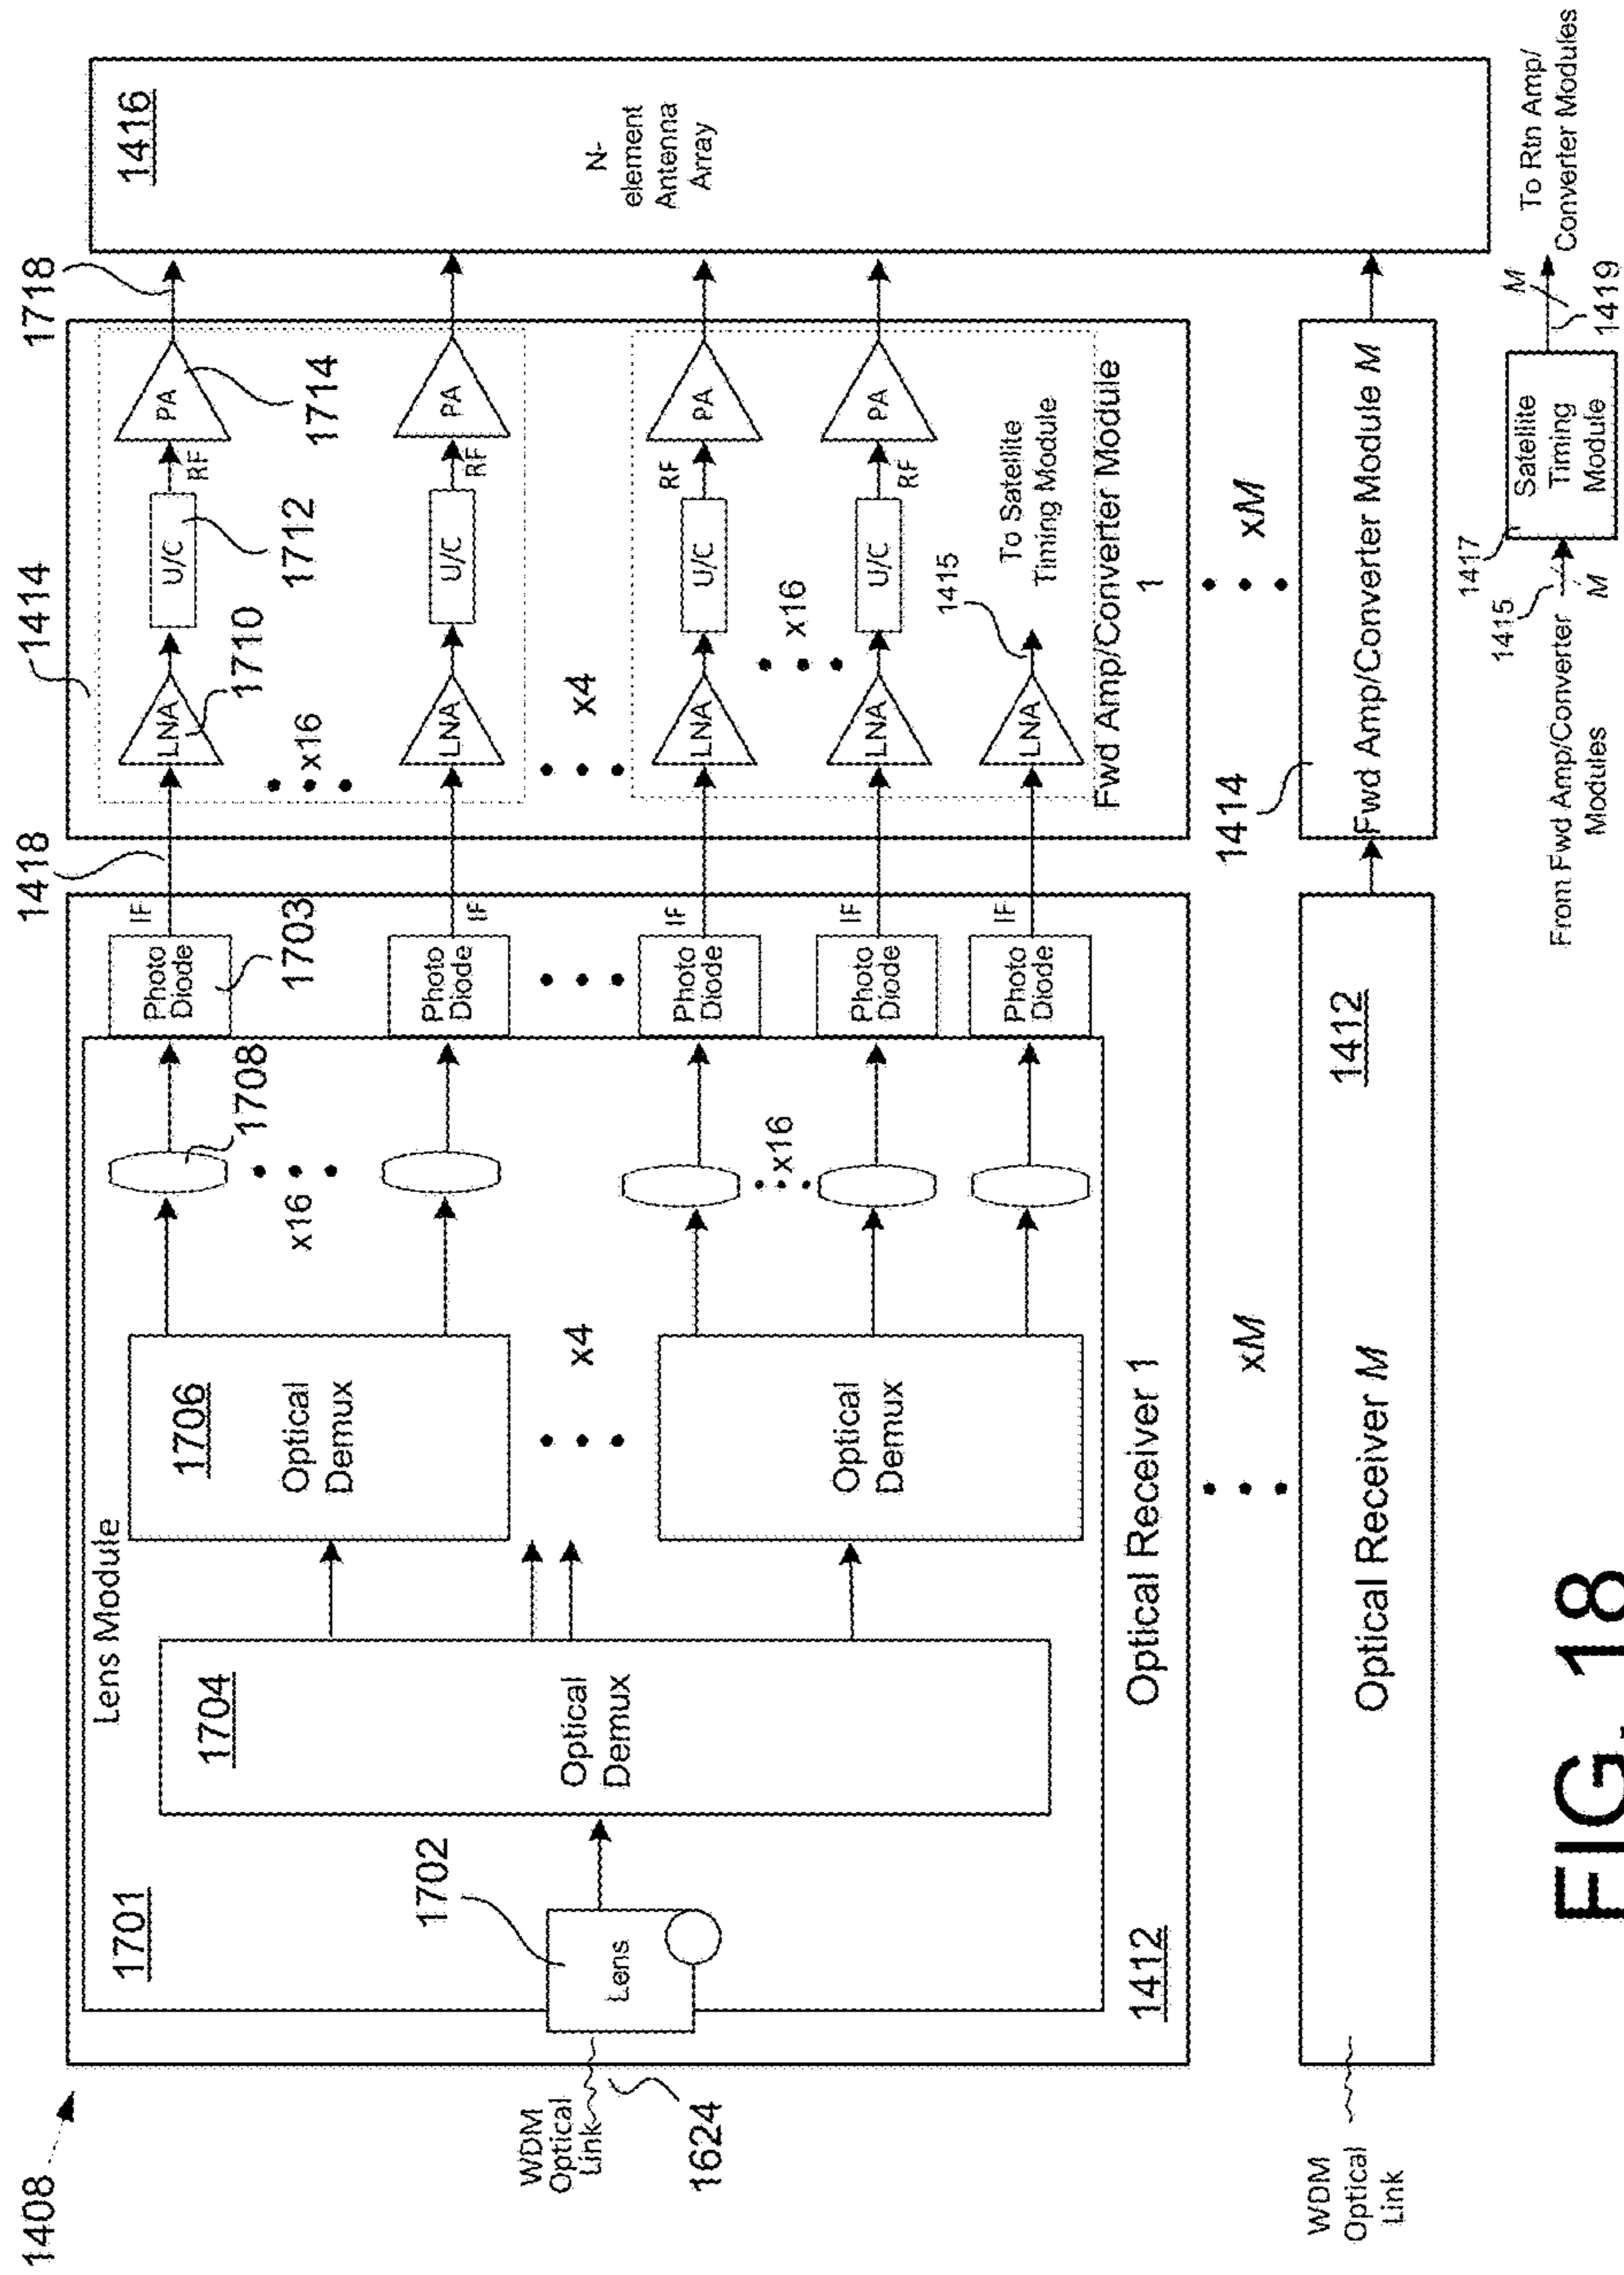 1408
WDM
Optical
Link
1624
1701
Lens Module
1702
Lens
1704
Optical
Demux
1706
Optical
Demux
x4
Optical
Demux
1708
x16
x16
Photo
Diode
1703
Photo
Diode
Photo
Diode
Photo
Diode
Photo
Diode
IF
IF
IF
IF
IF
1412
Optical Receiver 1
1418
1414
LNA
1710
U/C
1712
RF
PA
1714
1718
x16
LNA
U/C
RF
PA
x4
LNA
U/C
RF
PA
x16
LNA
U/C
RF
PA
LNA
1415
To Satellite
Timing Module
Fwd Amp/Converter Module
1
1416
N-
element
Antenna
Array
xM
xM
WDM
Optical
Link
Optical Receiver M
1412
1414
Fwd Amp/Converter Module M
From Fwd Amp/Converter
Modules
1415
M
1417
Satellite
Timing
Module
M
1419
To Rtn Amp/
Converter Modules
FIG. 18